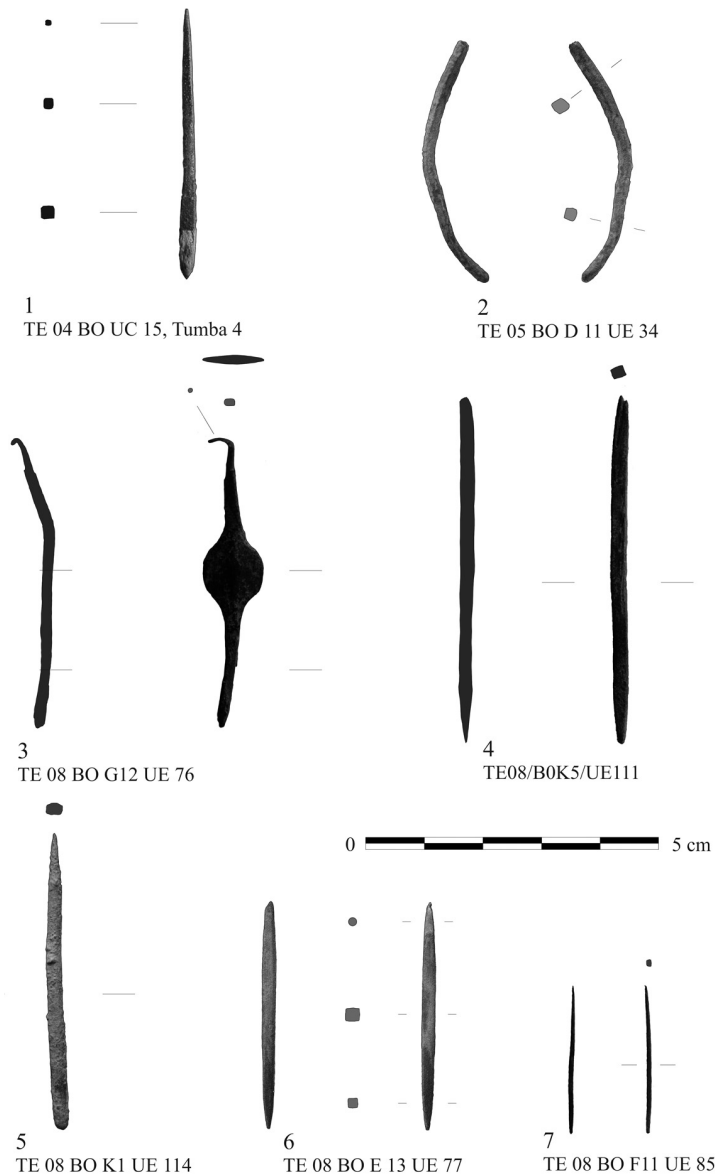 1
TE 04 BO UC 15, Tumba 4
2
TE 05 BO D 11 UE 34
3
TE 08 BO G12 UE 76
4
TE08/B0K5/UE111
0 5 cm
5
TE 08 BO K1 UE 114
6
TE 08 BO E 13 UE 77
7
TE 08 BO F11 UE 85